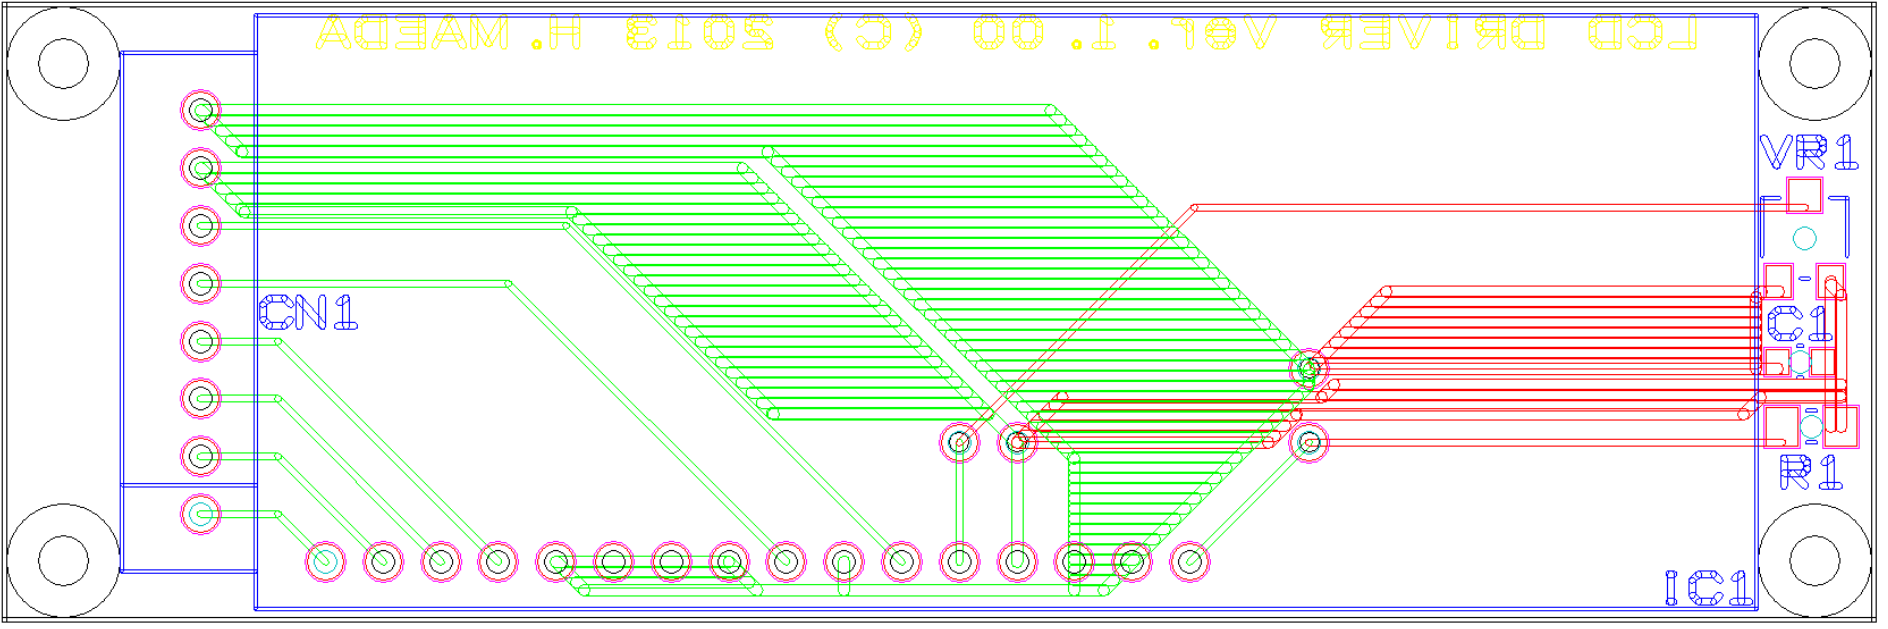 LCD DRIVER Ver. 1.00 (C) 2013 H.MAEDA
VR1
CN1
C1
R1
IC1